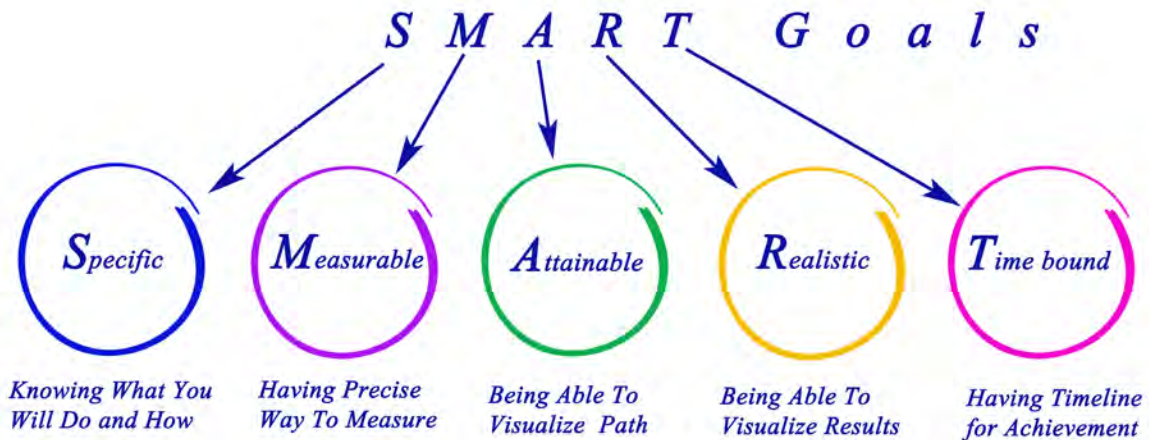 SMART Goals
Specific
Measurable
Attainable
Realistic
Time bound
Knowing What You
Will Do and How
Having Precise
Way To Measure
Being Able To
Visualize Path
Being Able To
Visualize Results
Having Timeline
for Achievement